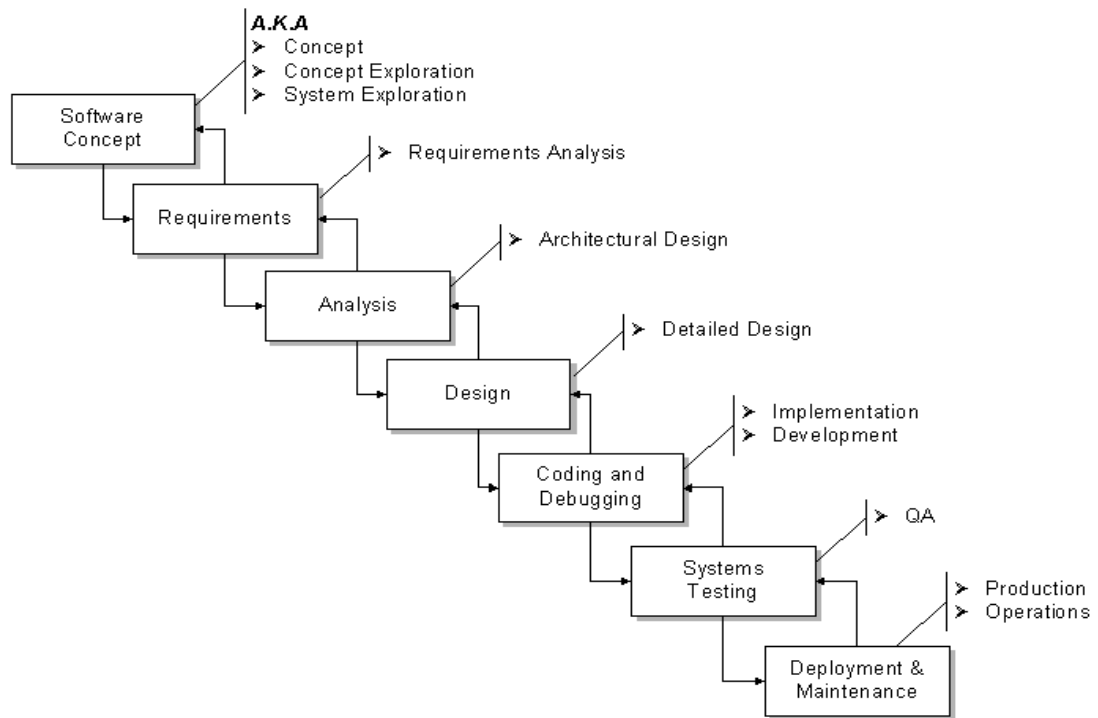 A.K.A
➢ Concept
➢ Concept Exploration
➢ System Exploration
Software
Concept
➢ Requirements Analysis
Requirements
➢ Architectural Design
Analysis
➢ Detailed Design
Design
➢ Implementation
➢ Development
Coding and
Debugging
➢ QA
Systems
Testing
➢ Production
➢ Operations
Deployment &
Maintenance